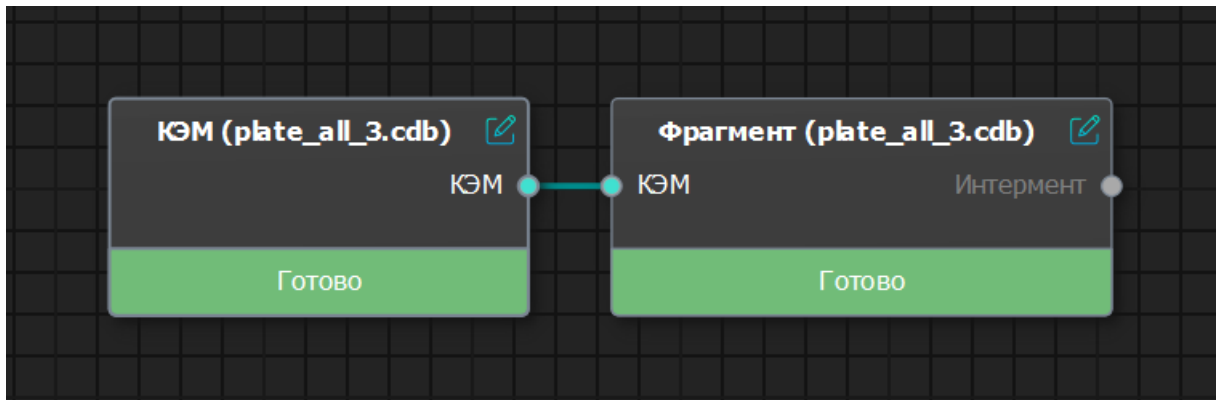 КЭМ (plate_all_3.cdb)
КЭМ
Готово
Фрагмент (plate_all_3.cdb)
КЭМ Интермент
Готово